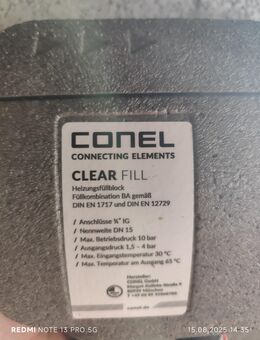 CONEL
CONNECTING ELEMENTS
CLEAR FILL
Heizungsfüllblock
Füllkombination BA gemäß
DIN EN 1717 und DIN EN 12729
/ Anschlüsse ¾" IG
/ Nennweite DN 15
/ Max. Betriebsdruck 10 bar
/ Ausgangsdruck 1,5 – 4 bar
/ Max. Eingangstemperatur 30 °C
/ Max. Temperatur am Ausgang 65 °C
Hersteller:
CONEL GmbH
München
conel.de
REDMI NOTE 13 PRO 5G
15.08.2025 14:35